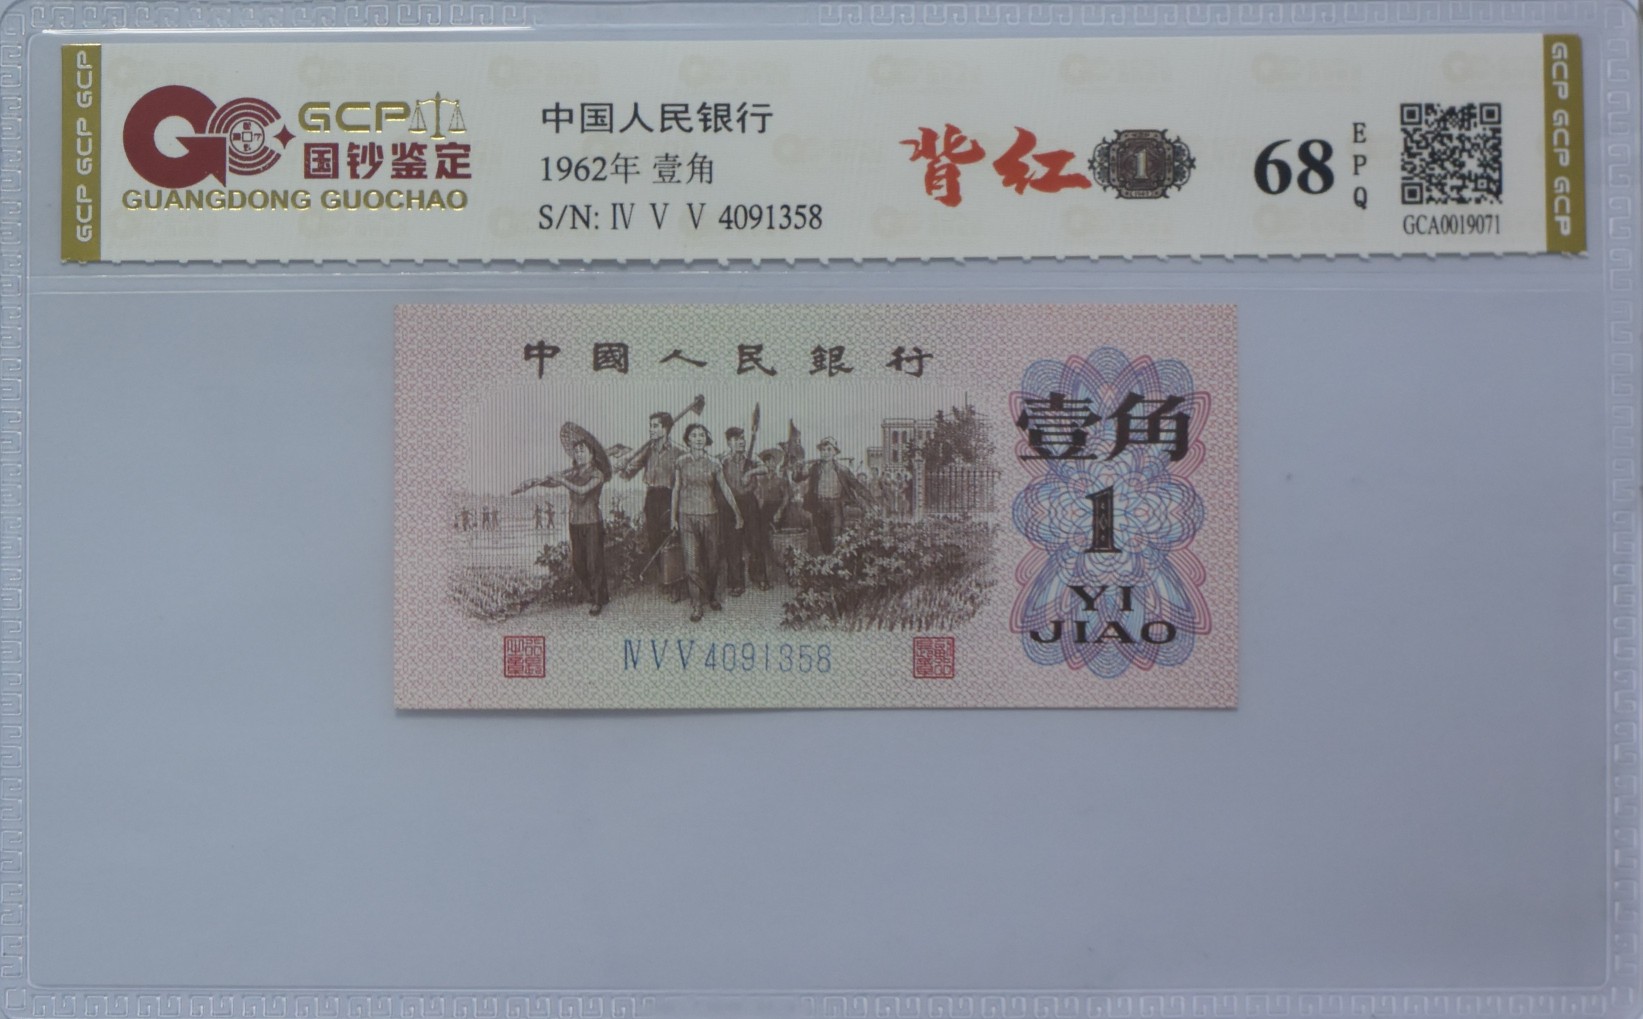 GCP GCP GCP
GCP
国钞鉴定
GUANGDONG GUOCHAO
中国人民银行
1962年 壹角
S/N: Ⅳ Ⅴ Ⅴ 4091358
背红
1
68
EPQ
GCA0019071
GCP GCP GCP
中國人民銀行
壹角
1
YI
JIAO
ⅣⅤⅤ4091358